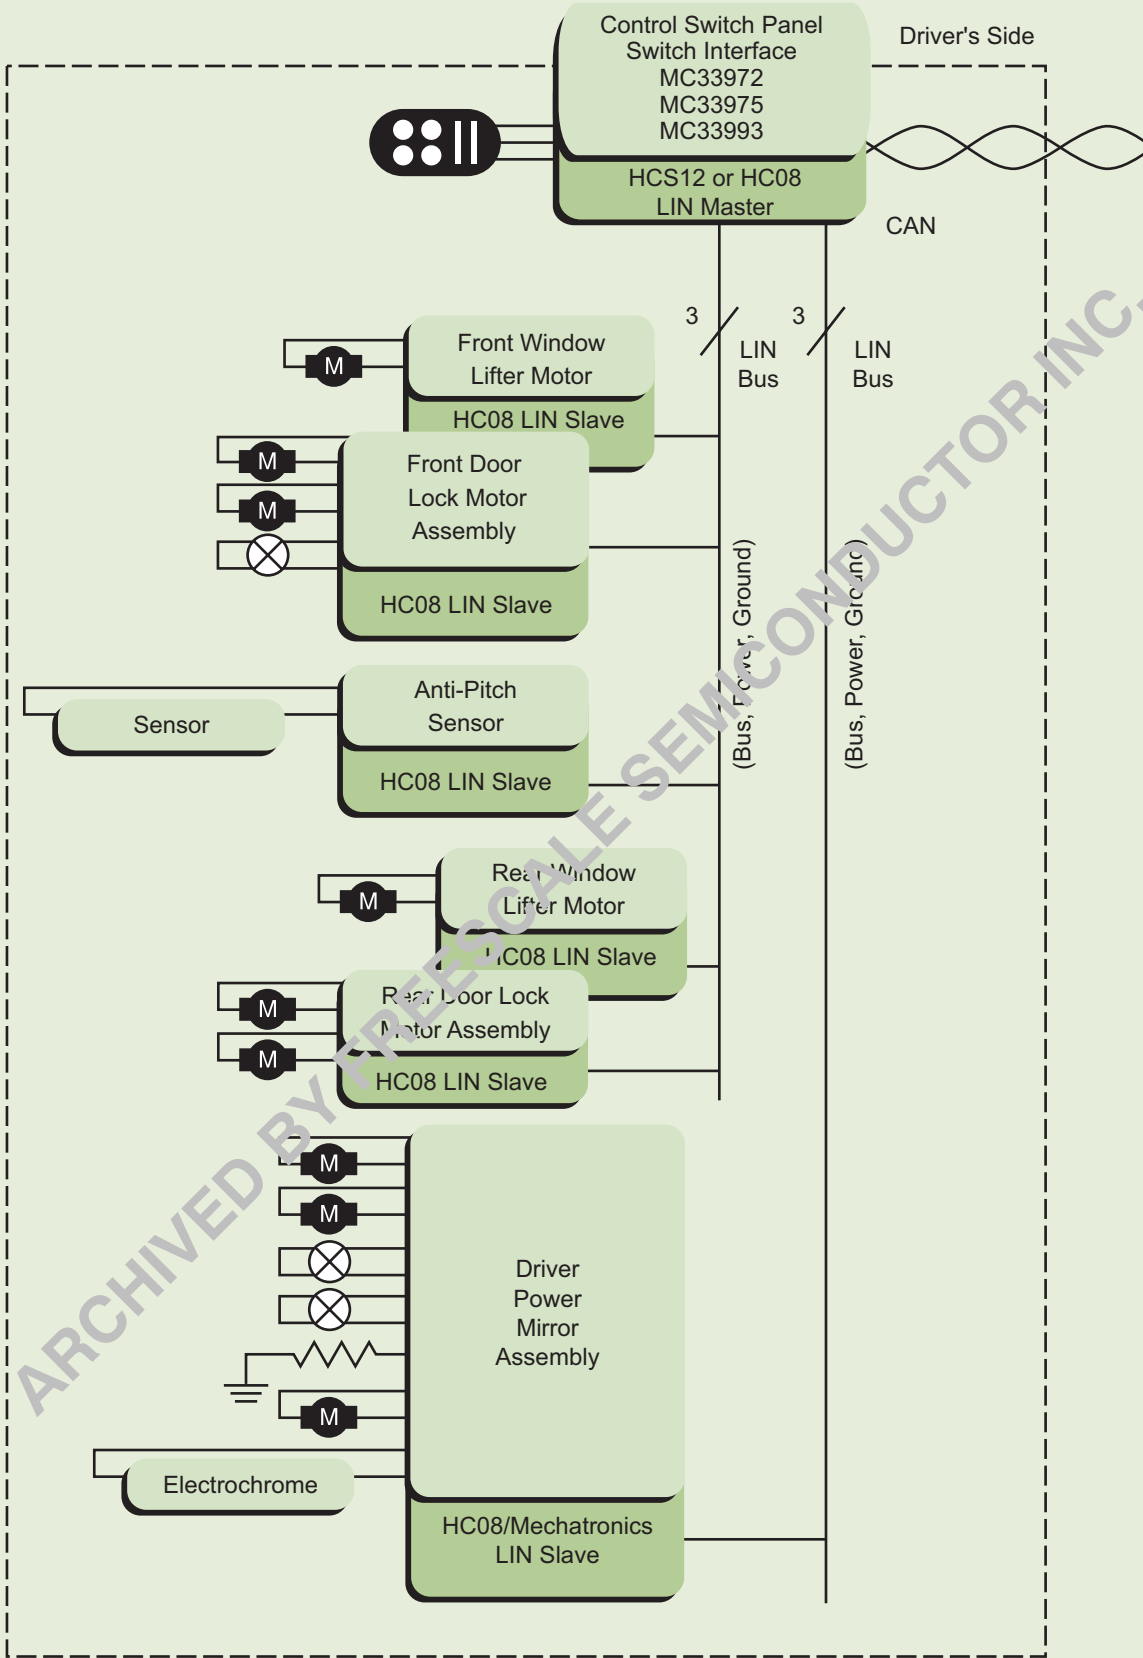 Control Switch Panel
Switch Interface
MC33972
MC33975
MC33993
HCS12 or HC08
LIN Master
Driver's Side
CAN
3
LIN
Bus
3
LIN
Bus
(Bus, Power, Ground)
(Bus, Power, Ground)
Front Window
Lifter Motor
HC08 LIN Slave
M
Front Door
Lock Motor
Assembly
HC08 LIN Slave
M
M
Anti-Pitch
Sensor
HC08 LIN Slave
Sensor
Rear Window
Lifter Motor
HC08 LIN Slave
M
Rear Door Lock
Motor Assembly
HC08 LIN Slave
M
M
Driver
Power
Mirror
Assembly
HC08/Mechatronics
LIN Slave
M
M
M
Electrochrome
ARCHIVED BY FREESCALE SEMICONDUCTOR INC.